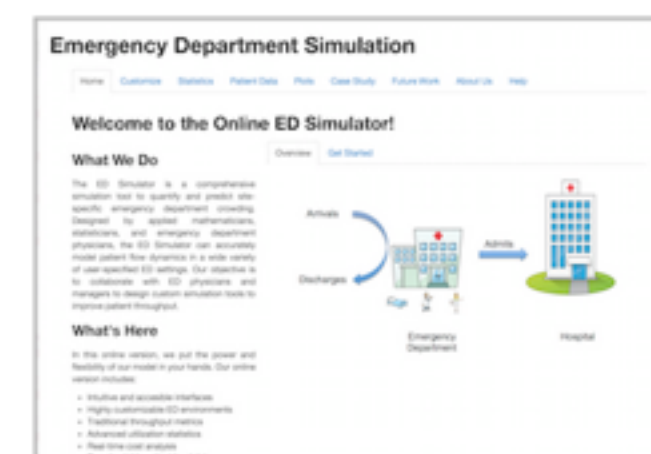 Emergency Department Simulation
Home Customize Statistics Patient Data Plots Case Study Future Work About Us Help
Welcome to the Online ED Simulator!
Overview Get Started
What We Do
The ED Simulator is a comprehensive
simulation tool to quantify and predict site-
specific emergency department crowding.
Designed by applied mathematicians,
statisticians, and emergency department
physicians, the ED Simulator can accurately
model patient flow dynamics in a wide variety
of user-specified ED settings. Our objective is
to collaborate with ED physicians and
managers to design custom simulation tools to
improve patient throughput.
Arrivals
Discharges
Admits
Emergency
Department
Hospital
What's Here
In this online version, we put the power and
flexibility of our model in your hands. Our online
version includes:
• Intuitive and accessible interfaces
• Highly customizable ED environments
• Traditional throughput metrics
• Advanced utilization statistics
• Real-time cost analysis